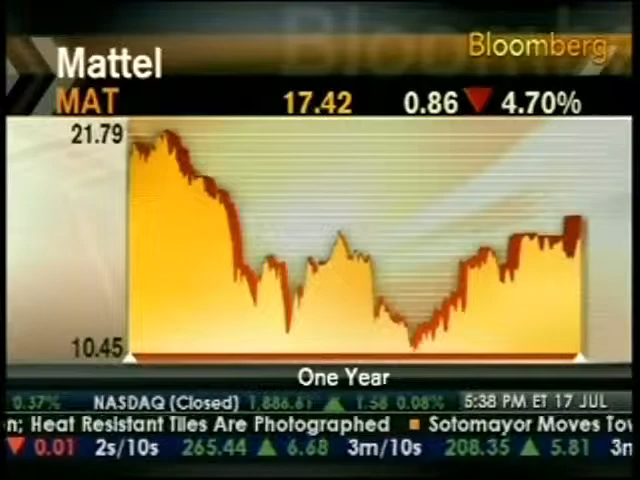 Bloomberg
Mattel
MAT 17.42 0.86 ▼ 4.70%
21.79
10.45
One Year
0.37% NASDAQ (Closed) 1,886.61 ▲ 1.58 0.08% 5:38 PM ET 17 JUL
n; Heat Resistant Tiles Are Photographed ■ Sotomayor Moves Tow
▼ 0.01 2s/10s 265.44 ▲ 6.68 3m/10s 208.35 ▲ 5.81 3m